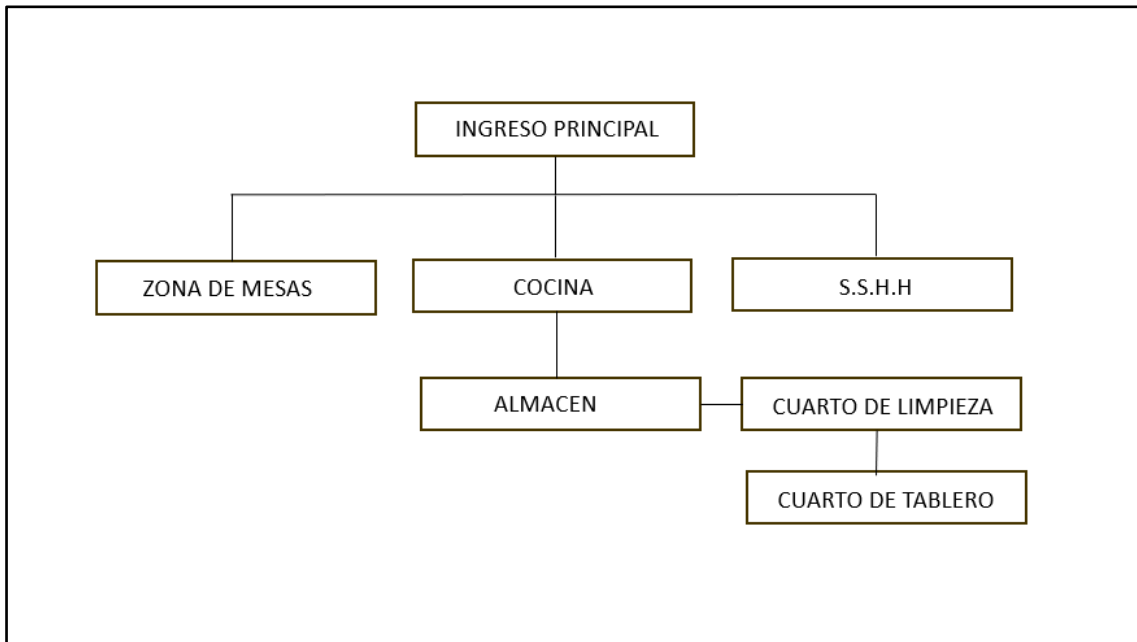 INGRESO PRINCIPAL
ZONA DE MESAS
COCINA
S.S.H.H
ALMACEN
CUARTO DE LIMPIEZA
CUARTO DE TABLERO